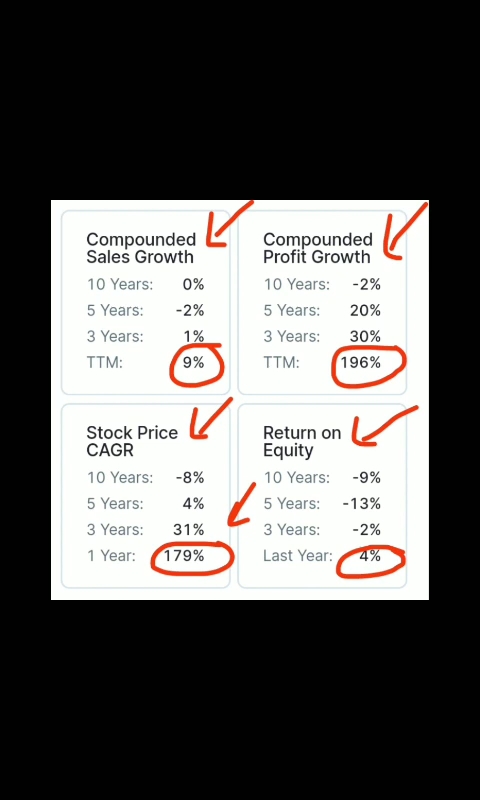 Compounded
Sales Growth
10 Years: 0%
5 Years: -2%
3 Years: 1%
TTM: 9%
Compounded
Profit Growth
10 Years: -2%
5 Years: 20%
3 Years: 30%
TTM: 196%
Stock Price
CAGR
10 Years: -8%
5 Years: 4%
3 Years: 31%
1 Year: 179%
Return on
Equity
10 Years: -9%
5 Years: -13%
3 Years: -2%
Last Year: 4%